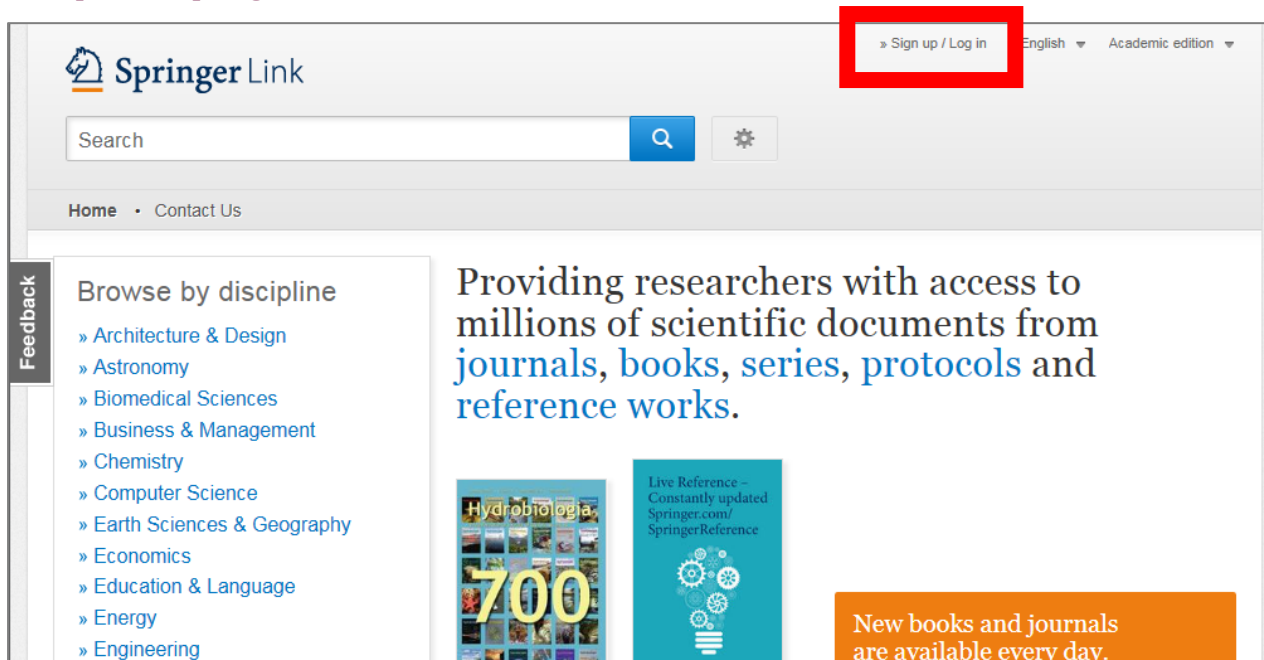 » Sign up / Log in English Academic edition
Springer Link
Search
Home • Contact Us
Feedback
Browse by discipline
» Architecture & Design
» Astronomy
» Biomedical Sciences
» Business & Management
» Chemistry
» Computer Science
» Earth Sciences & Geography
» Economics
» Education & Language
» Energy
» Engineering
Providing researchers with access to
millions of scientific documents from
journals, books, series, protocols and
reference works.
Hydrobiologia
700
Live Reference –
Constantly updated
Springer.com/
SpringerReference
New books and journals
are available every day.